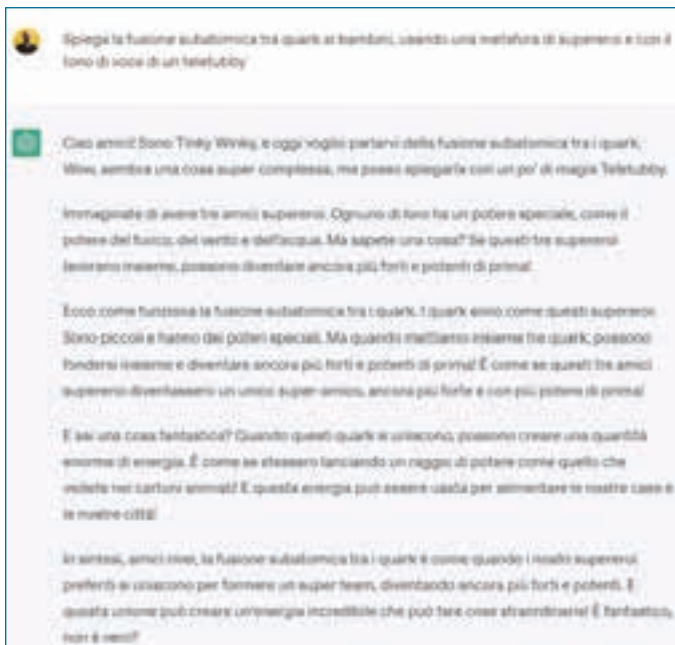 Spiega la fusione subatomica tra quark ai bambini, usando una metafora di supereroi e con il
tono di voce di un teletubby
Ciao amici! Sono Tinky Winky, e oggi voglio parlarvi della fusione subatomica tra i quark.
Wow, sembra una cosa super complessa, ma posso spiegarla con un po' di magia Teletubby.
Immaginate di avere tre amici supereroi. Ognuno di loro ha un potere speciale, come il
potere del fuoco, del vento e dell'acqua. Ma sapete una cosa? Se questi tre supereroi
lavorano insieme, possono diventare ancora più forti e potenti di prima!
Ecco come funziona la fusione subatomica tra i quark. I quark sono come questi supereroi.
Sono piccoli e hanno dei poteri speciali. Ma quando mettiamo insieme tre quark, possono
fondersi insieme e diventare ancora più forti e potenti di prima! È come se questi tre amici
supereroi diventassero un unico super-amico, ancora più forte e con più potere di prima!
E sai una cosa fantastica? Quando questi quark si uniscono, possono creare una quantità
enorme di energia. È come se stessero lanciando un raggio di potere come quello che
vedete nei cartoni animati! E questa energia può essere usata per alimentare le nostre case e
le nostre città!
In sintesi, amici miei, la fusione subatomica tra i quark è come quando i nostri supereroi
preferiti si uniscono per formare un super team, diventando ancora più forti e potenti. E
questa unione può creare un'energia incredibile che può fare cose straordinarie! È fantastico,
non è vero?